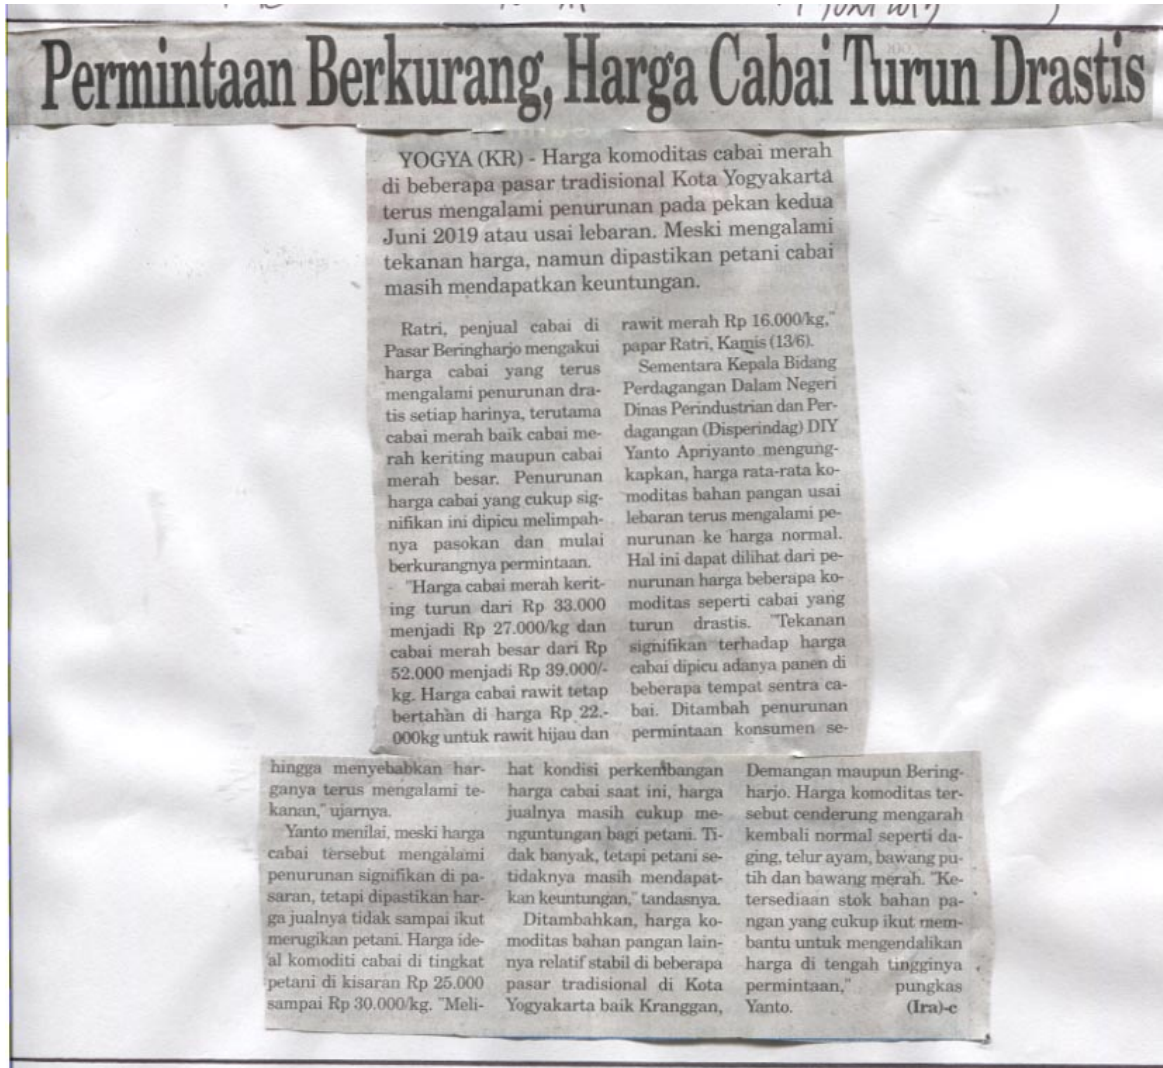 Permintaan Berkurang, Harga Cabai Turun Drastis
YOGYA (KR) - Harga komoditas cabai merah
di beberapa pasar tradisional Kota Yogyakarta
terus mengalami penurunan pada pekan kedua
Juni 2019 atau usai lebaran. Meski mengalami
tekanan harga, namun dipastikan petani cabai
masih mendapatkan keuntungan.
Ratri, penjual cabai di
Pasar Beringharjo mengakui
harga cabai yang terus
mengalami penurunan dra-
tis setiap harinya, terutama
cabai merah baik cabai me-
rah keriting maupun cabai
merah besar. Penurunan
harga cabai yang cukup sig-
nifikan ini dipicu melimpah-
nya pasokan dan mulai
berkurangnya permintaan.
"Harga cabai merah kerit-
ing turun dari Rp 33.000
menjadi Rp 27.000/kg dan
cabai merah besar dari Rp
52.000 menjadi Rp 39.000/-
kg. Harga cabai rawit tetap
bertahan di harga Rp 22.-
000kg untuk rawit hijau dan
rawit merah Rp 16.000/kg,"
papar Ratri, Kamis (13/6).
Sementara Kepala Bidang
Perdagangan Dalam Negeri
Dinas Perindustrian dan Per-
dagangan (Disperindag) DIY
Yanto Apriyanto mengung-
kapkan, harga rata-rata ko-
moditas bahan pangan usai
lebaran terus mengalami pe-
nurunan ke harga normal.
Hal ini dapat dilihat dari pe-
nurunan harga beberapa ko-
moditas seperti cabai yang
turun drastis. "Tekanan
signifikan terhadap harga
cabai dipicu adanya panen di
beberapa tempat sentra ca-
bai. Ditambah penurunan
permintaan konsumen se-
hingga menyebabkan har-
ganya terus mengalami te-
kanan," ujarnya.
Yanto menilai, meski harga
cabai tersebut mengalami
penurunan signifikan di pa-
saran, tetapi dipastikan har-
ga jualnya tidak sampai ikut
merugikan petani. Harga ide-
al komoditi cabai di tingkat
petani di kisaran Rp 25.000
sampai Rp 30.000/kg. "Meli-
hat kondisi perkembangan
harga cabai saat ini, harga
jualnya masih cukup me-
nguntungan bagi petani. Ti-
dak banyak, tetapi petani se-
tidaknya masih mendapat-
kan keuntungan," tandasnya.
Ditambahkan, harga ko-
moditas bahan pangan lain-
nya relatif stabil di beberapa
pasar tradisional di Kota
Yogyakarta baik Kranggan,
Demangan maupun Bering-
harjo. Harga komoditas ter-
sebut cenderung mengarah
kembali normal seperti da-
ging, telur ayam, bawang pu-
tih dan bawang merah. "Ke-
tersediaan stok bahan pa-
ngan yang cukup ikut mem-
bantu untuk mengendalikan
harga di tengah tingginya
permintaan," pungkas
Yanto. (Ira)-c